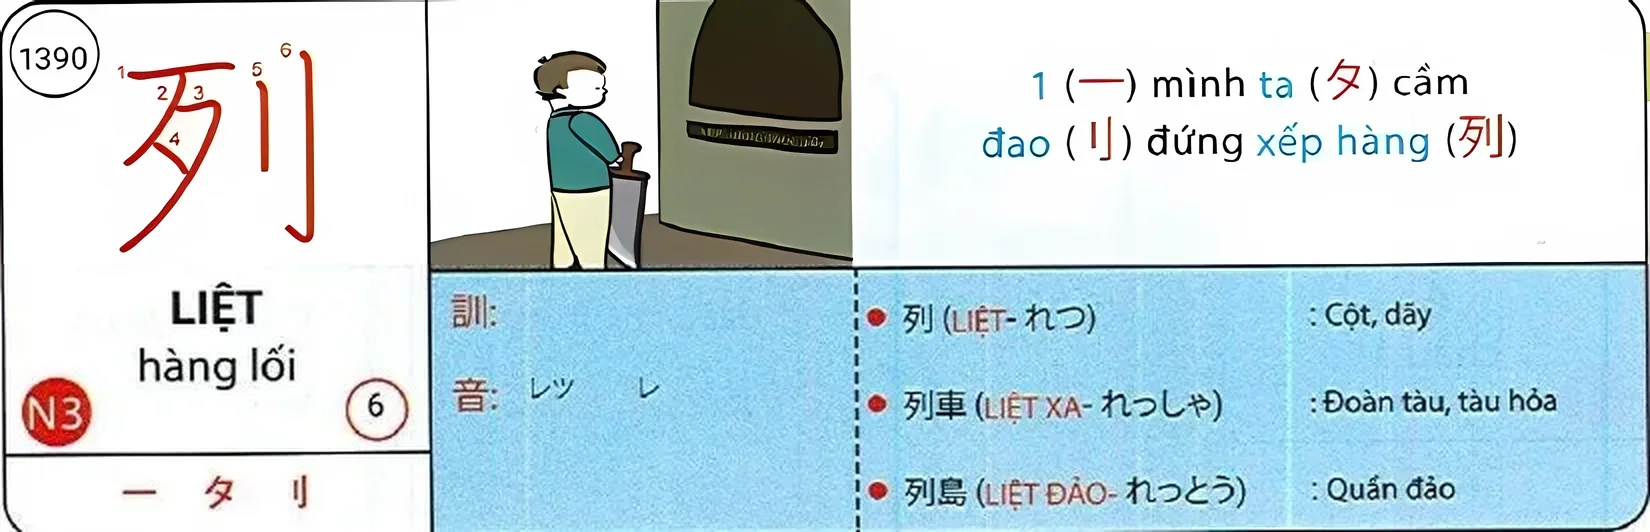 1390
列
1 2 3 4 5 6
LIỆT
hàng lối
N3
6
一 タ 刂
1 (一) mình ta (タ) cầm
đao (刂) đứng xếp hàng (列)
訓:
音: レツ レ
列 (LIỆT- れつ) : Cột, dãy
列車 (LIỆT XA- れっしゃ) : Đoàn tàu, tàu hỏa
列島 (LIỆT ĐẢO- れっとう) : Quần đảo